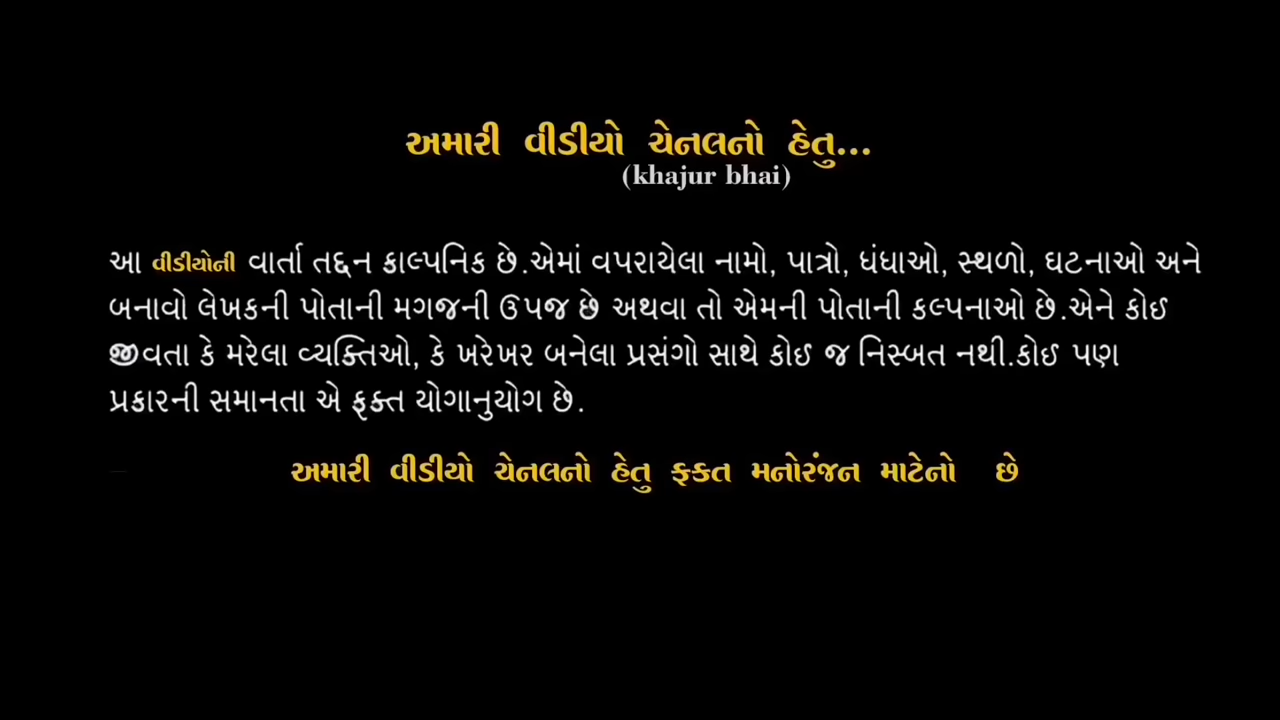 અમારી વીડીયો ચેનલનો હેતુ...
(khajur bhai)
આ વીડીયોની વાર્તા તદ્દન કાલ્પનિક છે.એમાં વપરાયેલા નામો, પાત્રો, ધંધાઓ, સ્થળો, ઘટનાઓ અને
બનાવો લેખકની પોતાની મગજની ઉપજ છે અથવા તો એમની પોતાની કલ્પનાઓ છે.એને કોઈ
જીવતા કે મરેલા વ્યક્તિઓ, કે ખરેખર બનેલા પ્રસંગો સાથે કોઈ જ નિસ્બત નથી.કોઈ પણ
પ્રકારની સમાનતા એ ફક્ત યોગાનુયોગ છે.
અમારી વીડીયો ચેનલનો હેતુ ફકત મનોરંજન માટેનો છે